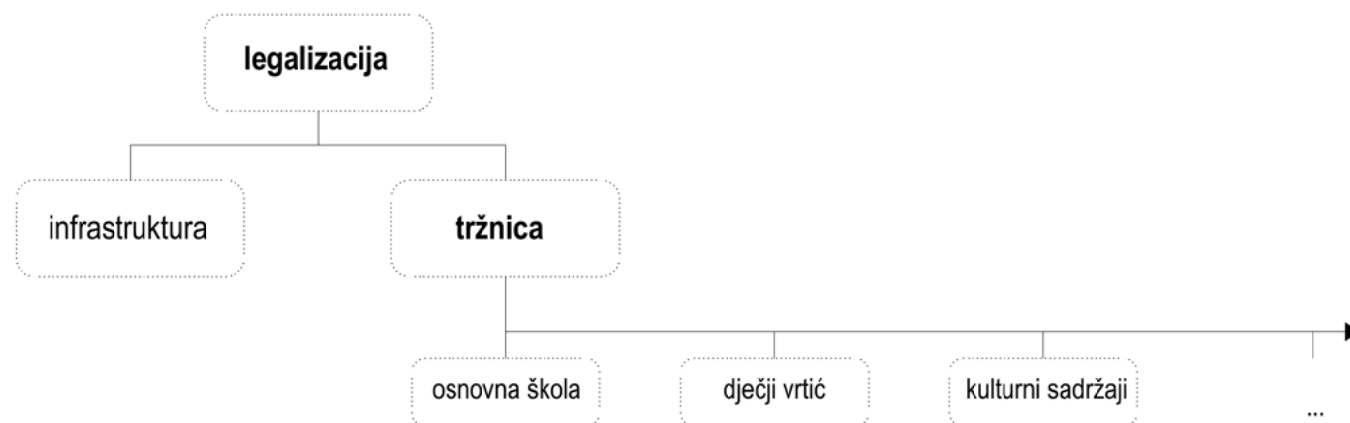 legalizacija
infrastruktura
tržnica
osnovna škola
dječji vrtić
kulturni sadržaji
...